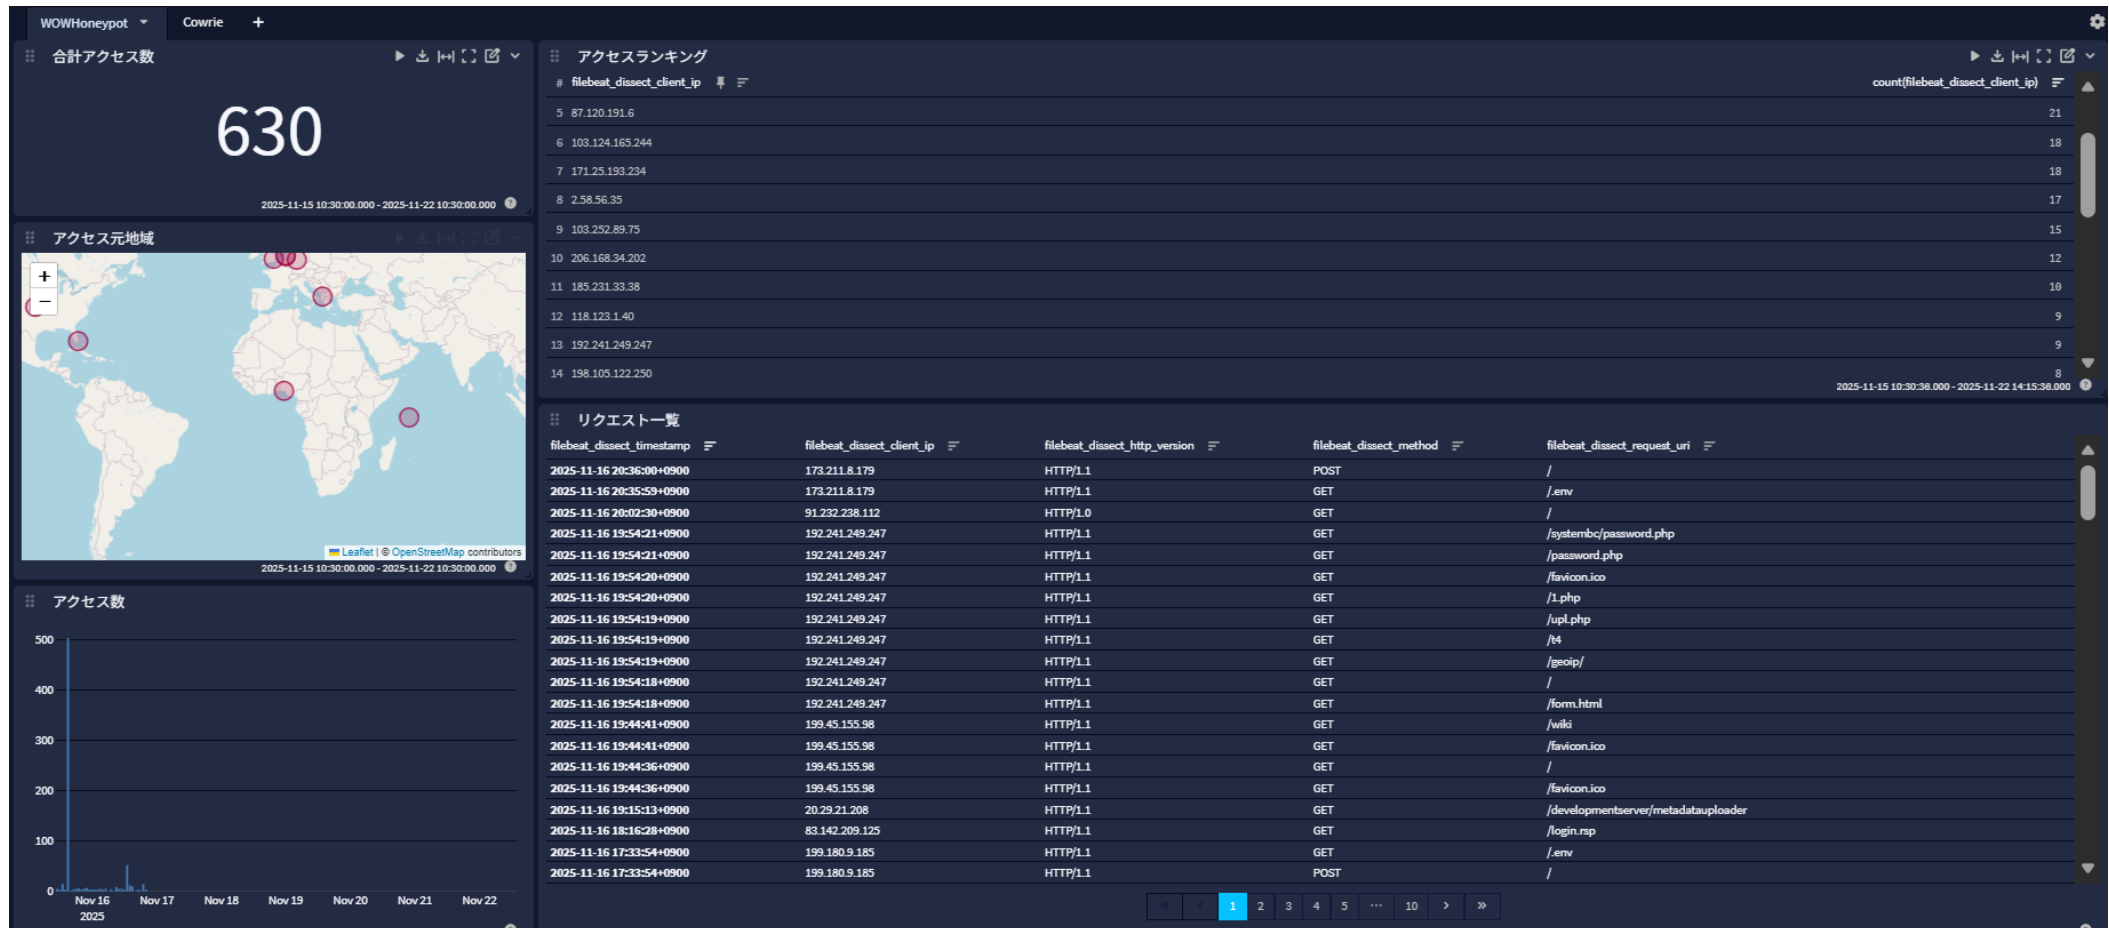 WOWHoneypot Cowrie +
合計アクセス数
630
2025-11-15 10:30:00.000 - 2025-11-22 10:30:00.000
アクセス元地域
+
−
Leaflet | © OpenStreetMap contributors
2025-11-15 10:30:00.000 - 2025-11-22 10:30:00.000
アクセス数
500
400
300
200
100
0
Nov 16 Nov 17 Nov 18 Nov 19 Nov 20 Nov 21 Nov 22
2025
アクセスランキング
# filebeat_dissect_client_ip count(filebeat_dissect_client_ip)
5 87.120.191.6 21
6 103.124.165.244 18
7 171.25.193.234 18
8 2.58.56.35 17
9 103.252.89.75 15
10 206.168.34.202 12
11 185.231.33.38 10
12 118.123.1.40 9
13 192.241.249.247 9
14 198.105.122.250 8
2025-11-15 10:30:36.000 - 2025-11-22 14:15:36.000
リクエスト一覧
filebeat_dissect_timestamp filebeat_dissect_client_ip filebeat_dissect_http_version filebeat_dissect_method filebeat_dissect_request_uri
2025-11-16 20:36:00+0900 173.211.8.179 HTTP/1.1 POST /
2025-11-16 20:35:59+0900 173.211.8.179 HTTP/1.1 GET /.env
2025-11-16 20:02:30+0900 91.232.238.112 HTTP/1.0 GET /
2025-11-16 19:54:21+0900 192.241.249.247 HTTP/1.1 GET /systembc/password.php
2025-11-16 19:54:21+0900 192.241.249.247 HTTP/1.1 GET /password.php
2025-11-16 19:54:20+0900 192.241.249.247 HTTP/1.1 GET /favicon.ico
2025-11-16 19:54:20+0900 192.241.249.247 HTTP/1.1 GET /1.php
2025-11-16 19:54:19+0900 192.241.249.247 HTTP/1.1 GET /upl.php
2025-11-16 19:54:19+0900 192.241.249.247 HTTP/1.1 GET /t4
2025-11-16 19:54:19+0900 192.241.249.247 HTTP/1.1 GET /geoip/
2025-11-16 19:54:18+0900 192.241.249.247 HTTP/1.1 GET /
2025-11-16 19:54:18+0900 192.241.249.247 HTTP/1.1 GET /form.html
2025-11-16 19:44:41+0900 199.45.155.98 HTTP/1.1 GET /wiki
2025-11-16 19:44:41+0900 199.45.155.98 HTTP/1.1 GET /favicon.ico
2025-11-16 19:44:36+0900 199.45.155.98 HTTP/1.1 GET /
2025-11-16 19:44:36+0900 199.45.155.98 HTTP/1.1 GET /favicon.ico
2025-11-16 19:15:13+0900 20.29.21.208 HTTP/1.1 GET /developmentserver/metadatauploader
2025-11-16 18:16:28+0900 83.142.209.125 HTTP/1.1 GET /login.rsp
2025-11-16 17:33:54+0900 199.180.9.185 HTTP/1.1 GET /.env
2025-11-16 17:33:54+0900 199.180.9.185 HTTP/1.1 POST /
« ‹ 1 2 3 4 5 ··· 10 › »